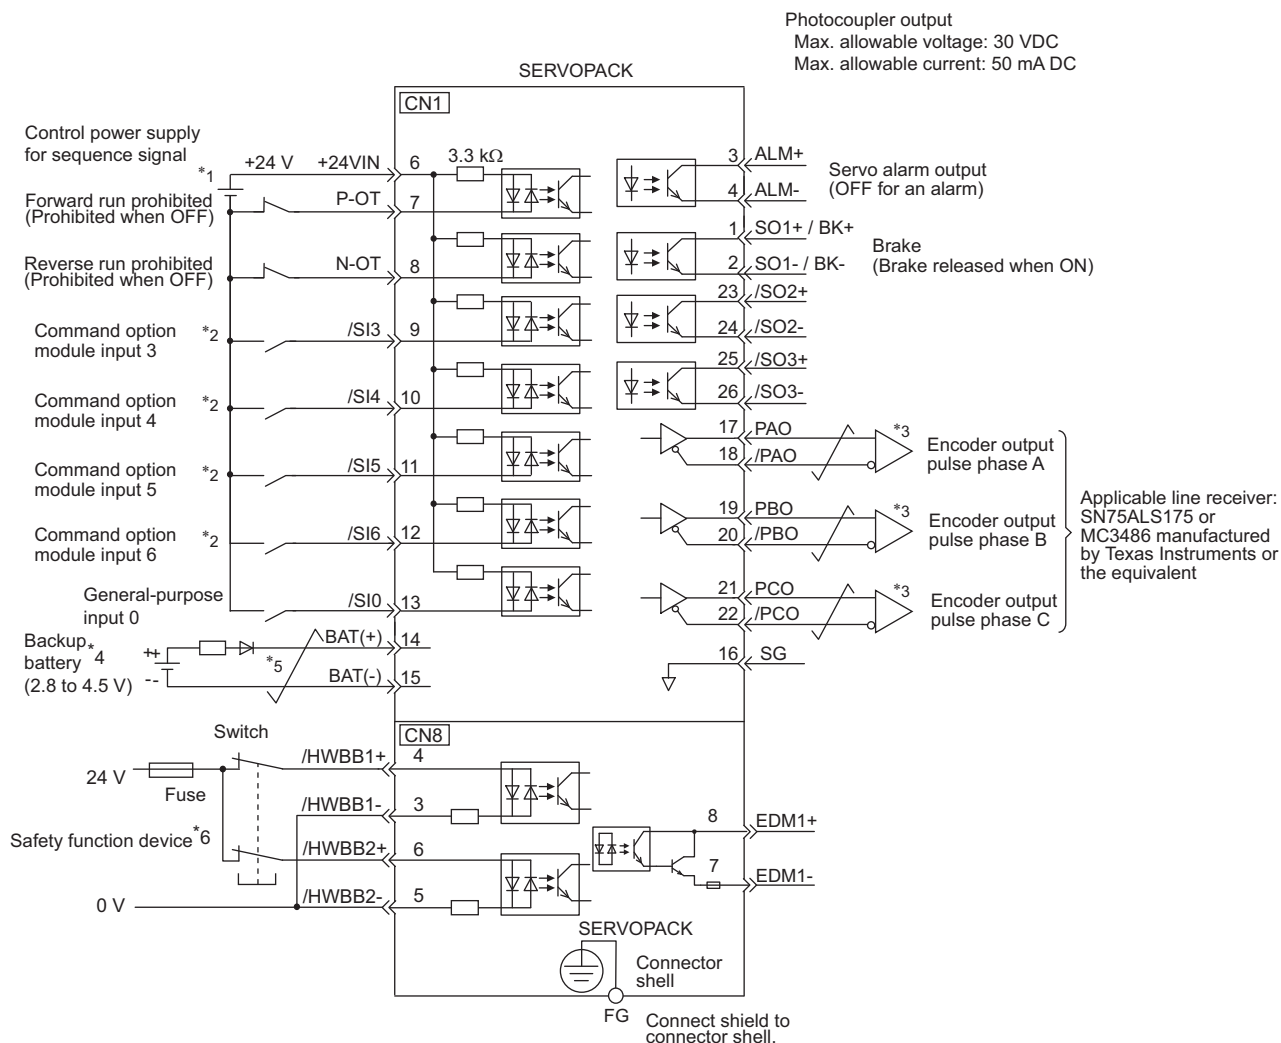 Photocoupler output
Max. allowable voltage: 30 VDC
Max. allowable current: 50 mA DC
SERVOPACK
CN1
Control power supply
for sequence signal
*1
+24 V
+24VIN
6
3.3 kΩ
Forward run prohibited
(Prohibited when OFF)
P-OT
7
Reverse run prohibited
(Prohibited when OFF)
N-OT
8
Command option
module input 3
*2
/SI3
9
Command option
module input 4
*2
/SI4
10
Command option
module input 5
*2
/SI5
11
Command option
module input 6
*2
/SI6
12
General-purpose
input 0
/SI0
13
Backup
battery
*4
(2.8 to 4.5 V)
++
--
*5
BAT(+)
14
BAT(-)
15
3
ALM+
4
ALM-
Servo alarm output
(OFF for an alarm)
1
SO1+ / BK+
2
SO1- / BK-
Brake
(Brake released when ON)
23
/SO2+
24
/SO2-
25
/SO3+
26
/SO3-
17
PAO
18
/PAO
*3
Encoder output
pulse phase A
19
PBO
20
/PBO
*3
Encoder output
pulse phase B
21
PCO
22
/PCO
*3
Encoder output
pulse phase C
Applicable line receiver:
SN75ALS175 or
MC3486 manufactured
by Texas Instruments or
the equivalent
16
SG
CN8
Switch
24 V
Fuse
/HWBB1+
4
/HWBB1-
3
Safety function device
*6
/HWBB2+
6
/HWBB2-
5
0 V
8
EDM1+
7
EDM1-
SERVOPACK
Connector
shell
FG
Connect shield to
connector shell.